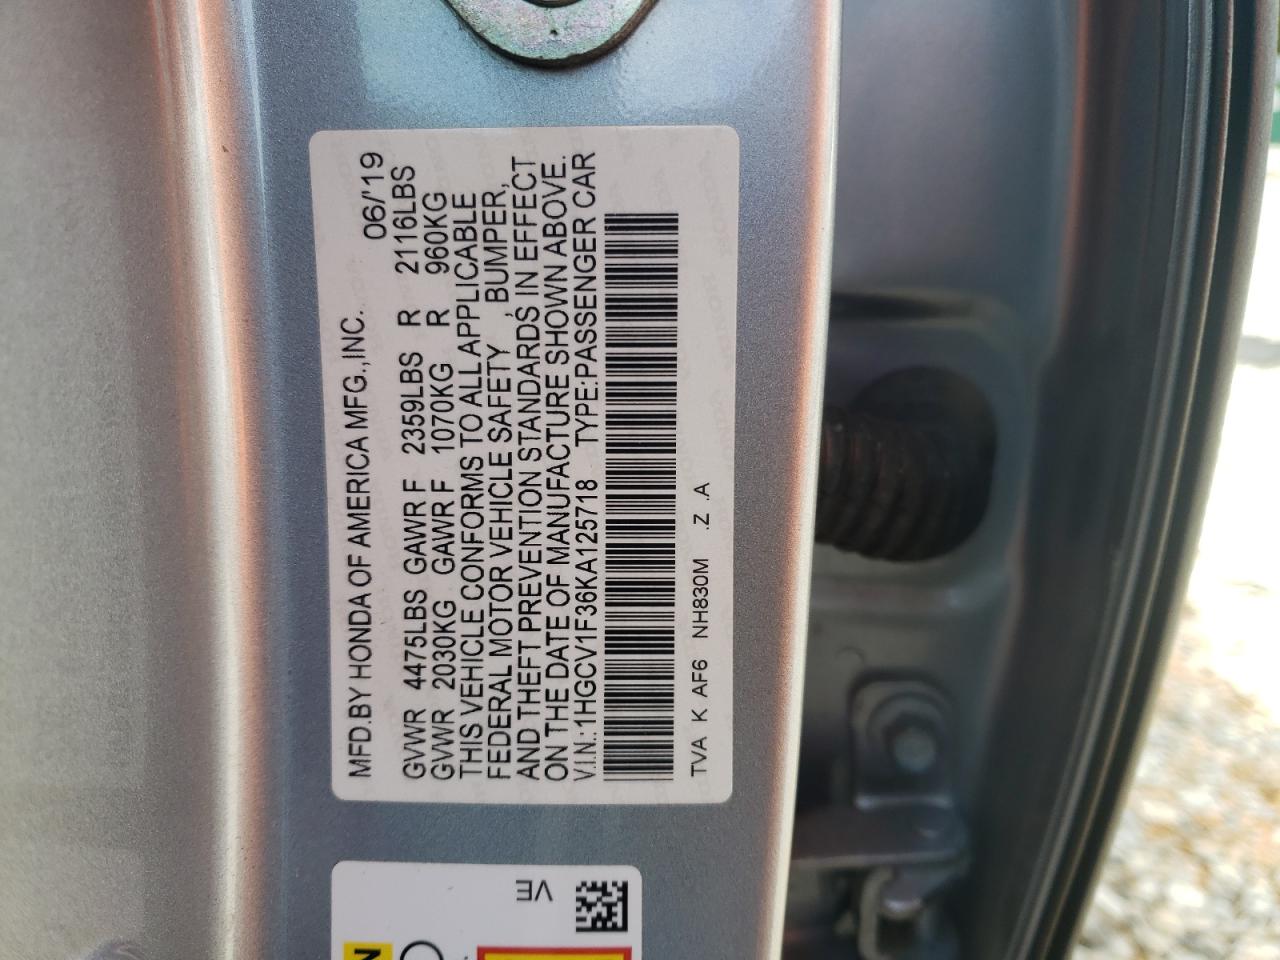 MFD.BY HONDA OF AMERICA MFG.,INC. 06/'19
GVWR 4475LBS GAWR F 2359LBS R 2116LBS
GVWR 2030KG GAWR F 1070KG R 960KG
THIS VEHICLE CONFORMS TO ALL APPLICABLE
FEDERAL MOTOR VEHICLE SAFETY , BUMPER,
AND THEFT PREVENTION STANDARDS IN EFFECT
ON THE DATE OF MANUFACTURE SHOWN ABOVE.
V.I.N.:1HGCV1F36KA125718 TYPE:PASSENGER CAR
TVA K AF6 NH830M .Z .A
VE